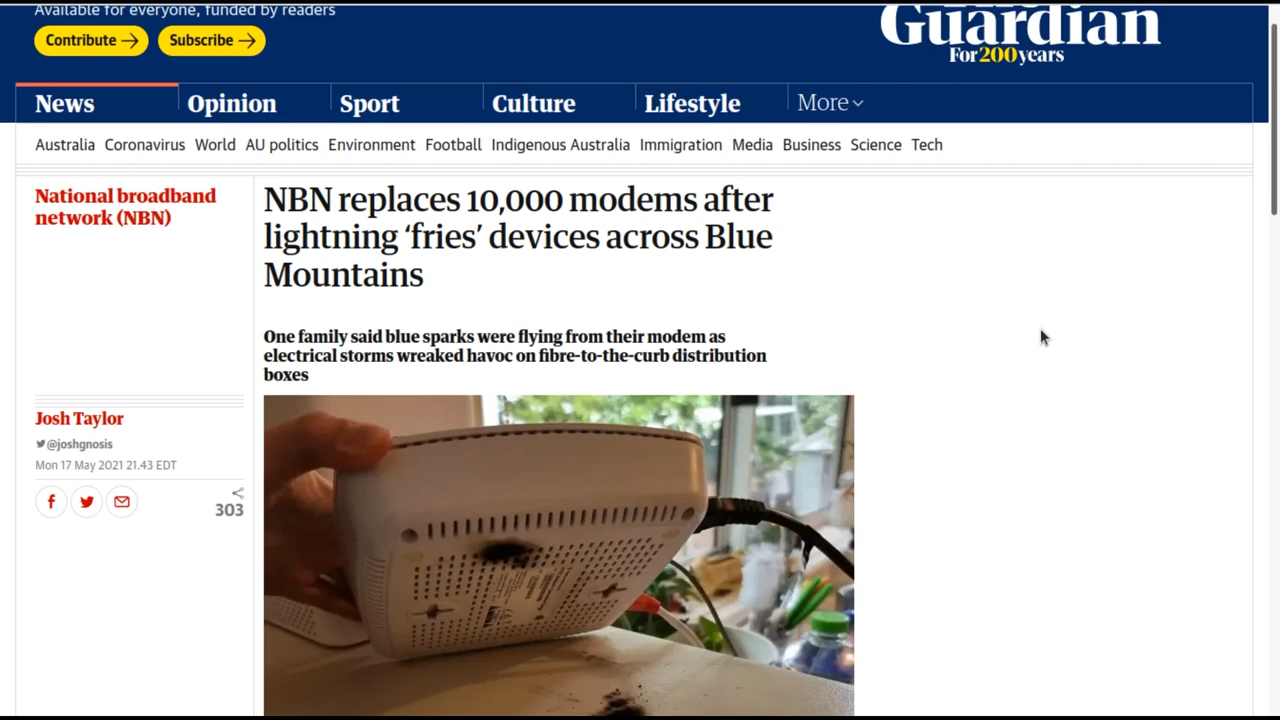 Available for everyone, funded by readers
Contribute →
Subscribe →
Guardian
For 200 years
News
Opinion
Sport
Culture
Lifestyle
More
Australia Coronavirus World AU politics Environment Football Indigenous Australia Immigration Media Business Science Tech
National broadband
network (NBN)
NBN replaces 10,000 modems after
lightning ‘fries’ devices across Blue
Mountains
One family said blue sparks were flying from their modem as
electrical storms wreaked havoc on fibre-to-the-curb distribution
boxes
Josh Taylor
@joshgnosis
Mon 17 May 2021 21.43 EDT
303